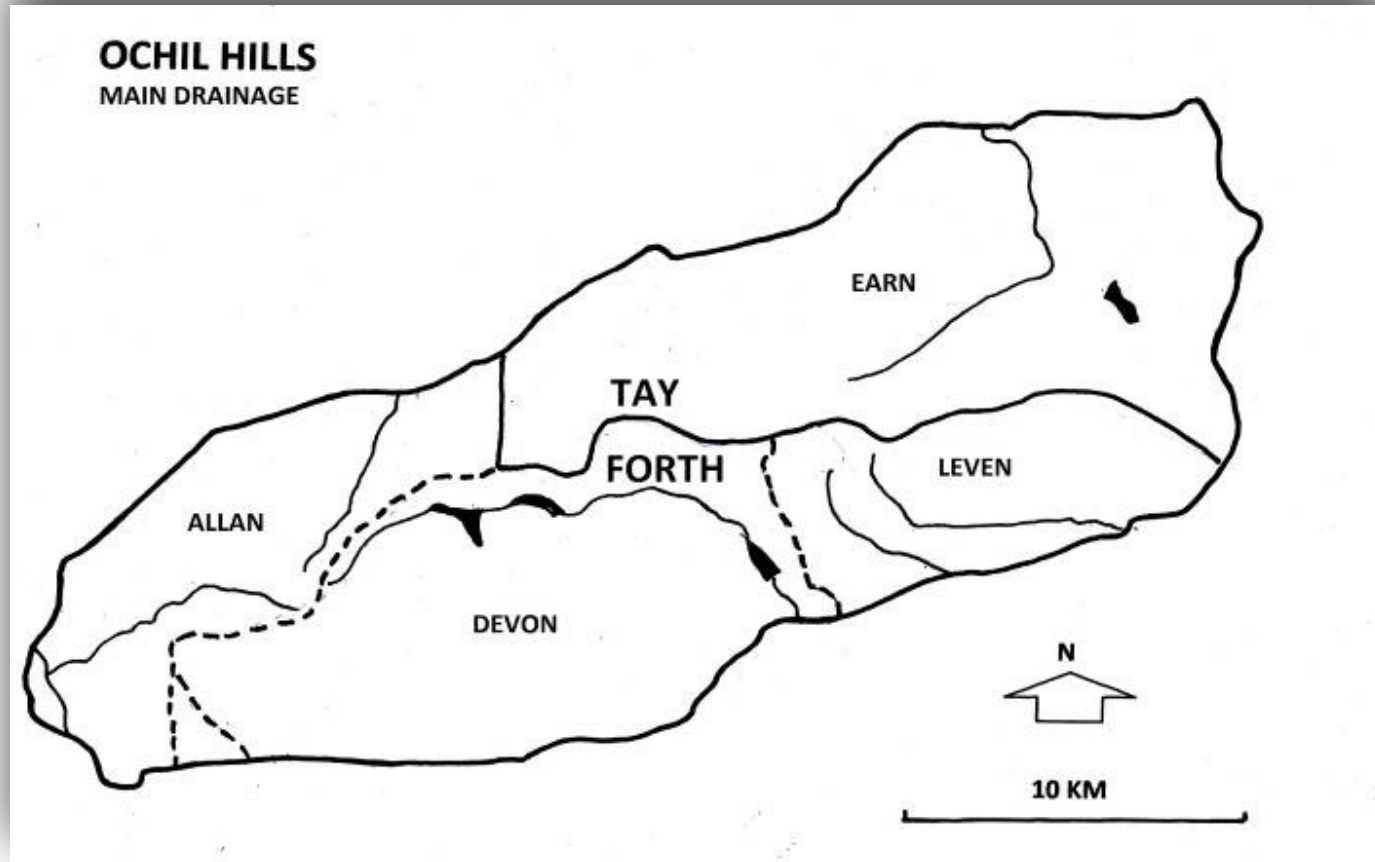 OCHIL HILLS
MAIN DRAINAGE
EARN
TAY
FORTH
LEVEN
ALLAN
DEVON
N
10 KM